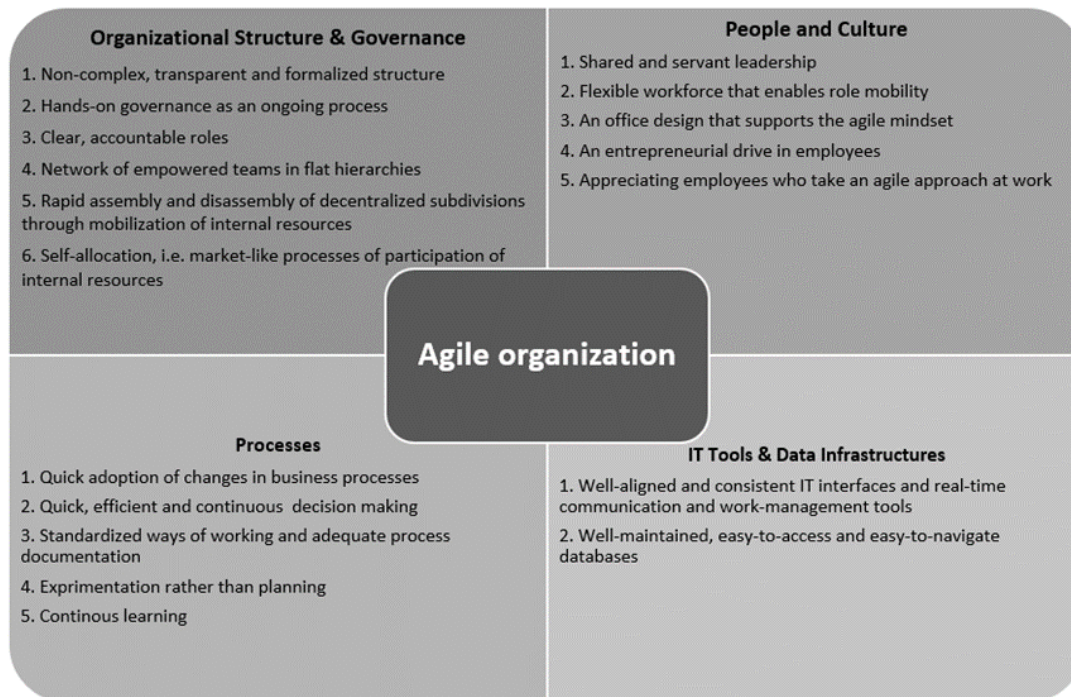 Organizational Structure & Governance
1. Non-complex, transparent and formalized structure
2. Hands-on governance as an ongoing process
3. Clear, accountable roles
4. Network of empowered teams in flat hierarchies
5. Rapid assembly and disassembly of decentralized subdivisions
through mobilization of internal resources
6. Self-allocation, i.e. market-like processes of participation of
internal resources
People and Culture
1. Shared and servant leadership
2. Flexible workforce that enables role mobility
3. An office design that supports the agile mindset
4. An entrepreneurial drive in employees
5. Appreciating employees who take an agile approach at work
Agile organization
Processes
1. Quick adoption of changes in business processes
2. Quick, efficient and continuous decision making
3. Standardized ways of working and adequate process
documentation
4. Exprimentation rather than planning
5. Continous learning
IT Tools & Data Infrastructures
1. Well-aligned and consistent IT interfaces and real-time
communication and work-management tools
2. Well-maintained, easy-to-access and easy-to-navigate
databases